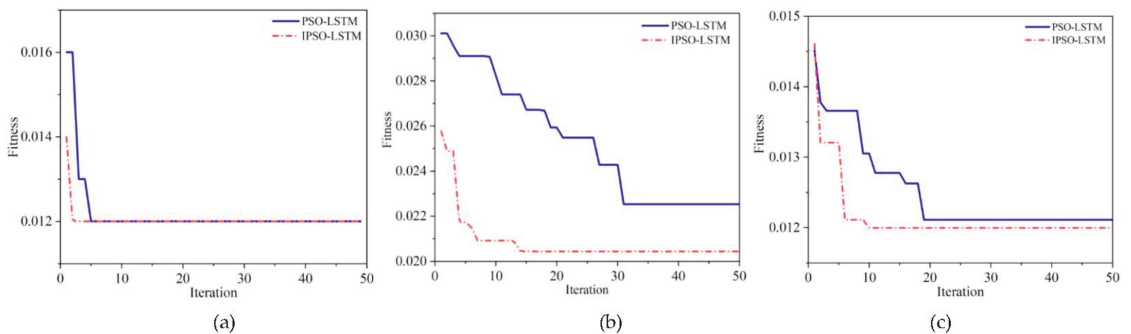 PSO-LSTM
IPSO-LSTM
0.016
0.014
0.012
Fitness
0 10 20 30 40 50
Iteration
(a)
PSO-LSTM
IPSO-LSTM
0.030
0.028
0.026
0.024
0.022
0.020
Fitness
0 10 20 30 40 50
Iteration
(b)
PSO-LSTM
IPSO-LSTM
0.015
0.014
0.013
0.012
Fitness
0 10 20 30 40 50
Iteration
(c)